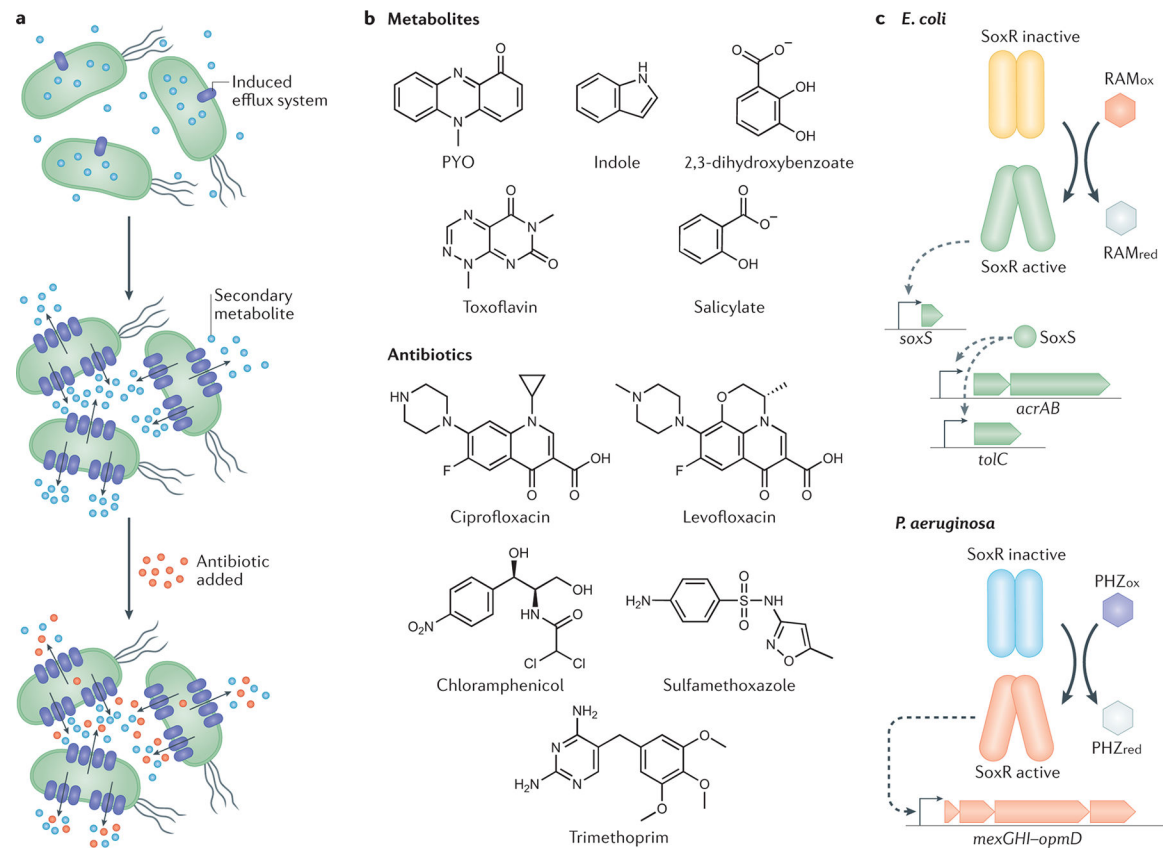 a
Induced
efflux system
Secondary
metabolite
Antibiotic
added
b Metabolites
O
N
N
PYO
H
N
Indole
O
O−
OH
OH
2,3-dihydroxybenzoate
O
N
N
N
N
N
O
Toxoflavin
O
O−
OH
Salicylate
Antibiotics
HN
N
N
F
O
O
OH
Ciprofloxacin
N
N
O
N
F
O
O
OH
Levofloxacin
OH
OH
O2N
HN
O
Cl
Cl
Chloramphenicol
H2N
O
S
O
NH
N
O
Sulfamethoxazole
NH2
N
H2N
N
O
O
O
Trimethoprim
c E. coli
SoxR inactive
RAMox
RAMred
SoxR active
soxS
SoxS
acrAB
tolC
P. aeruginosa
SoxR inactive
PHZox
PHZred
SoxR active
mexGHI–opmD